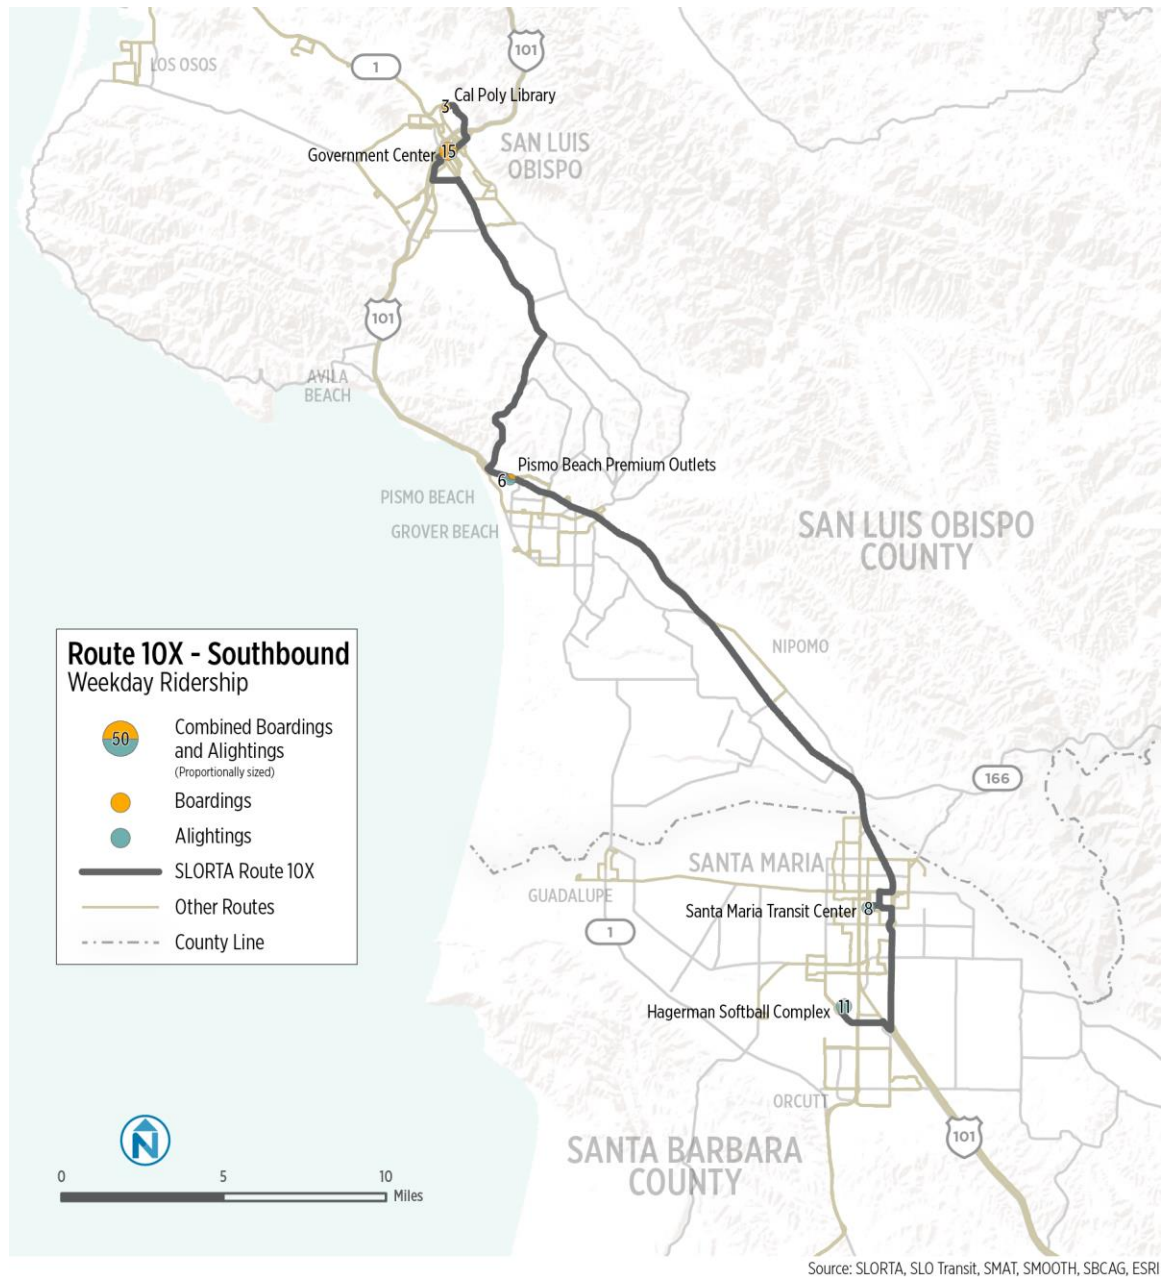 LOS OSOS
1
101
3
Cal Poly Library
SAN LUIS
OBISPO
Government Center
15
101
AVILA
BEACH
Pismo Beach Premium Outlets
6
PISMO BEACH
GROVER BEACH
SAN LUIS OBISPO
COUNTY
NIPOMO
Route 10X - Southbound
Weekday Ridership
50
Combined Boardings
and Alightings
(Proportionally sized)
Boardings
Alightings
SLORTA Route 10X
Other Routes
County Line
166
SANTA MARIA
GUADALUPE
Santa Maria Transit Center
8
1
Hagerman Softball Complex
11
ORCUTT
101
SANTA BARBARA
COUNTY
N
0 5 10
Miles
Source: SLORTA, SLO Transit, SMAT, SMOOTH, SBCAG, ESRI